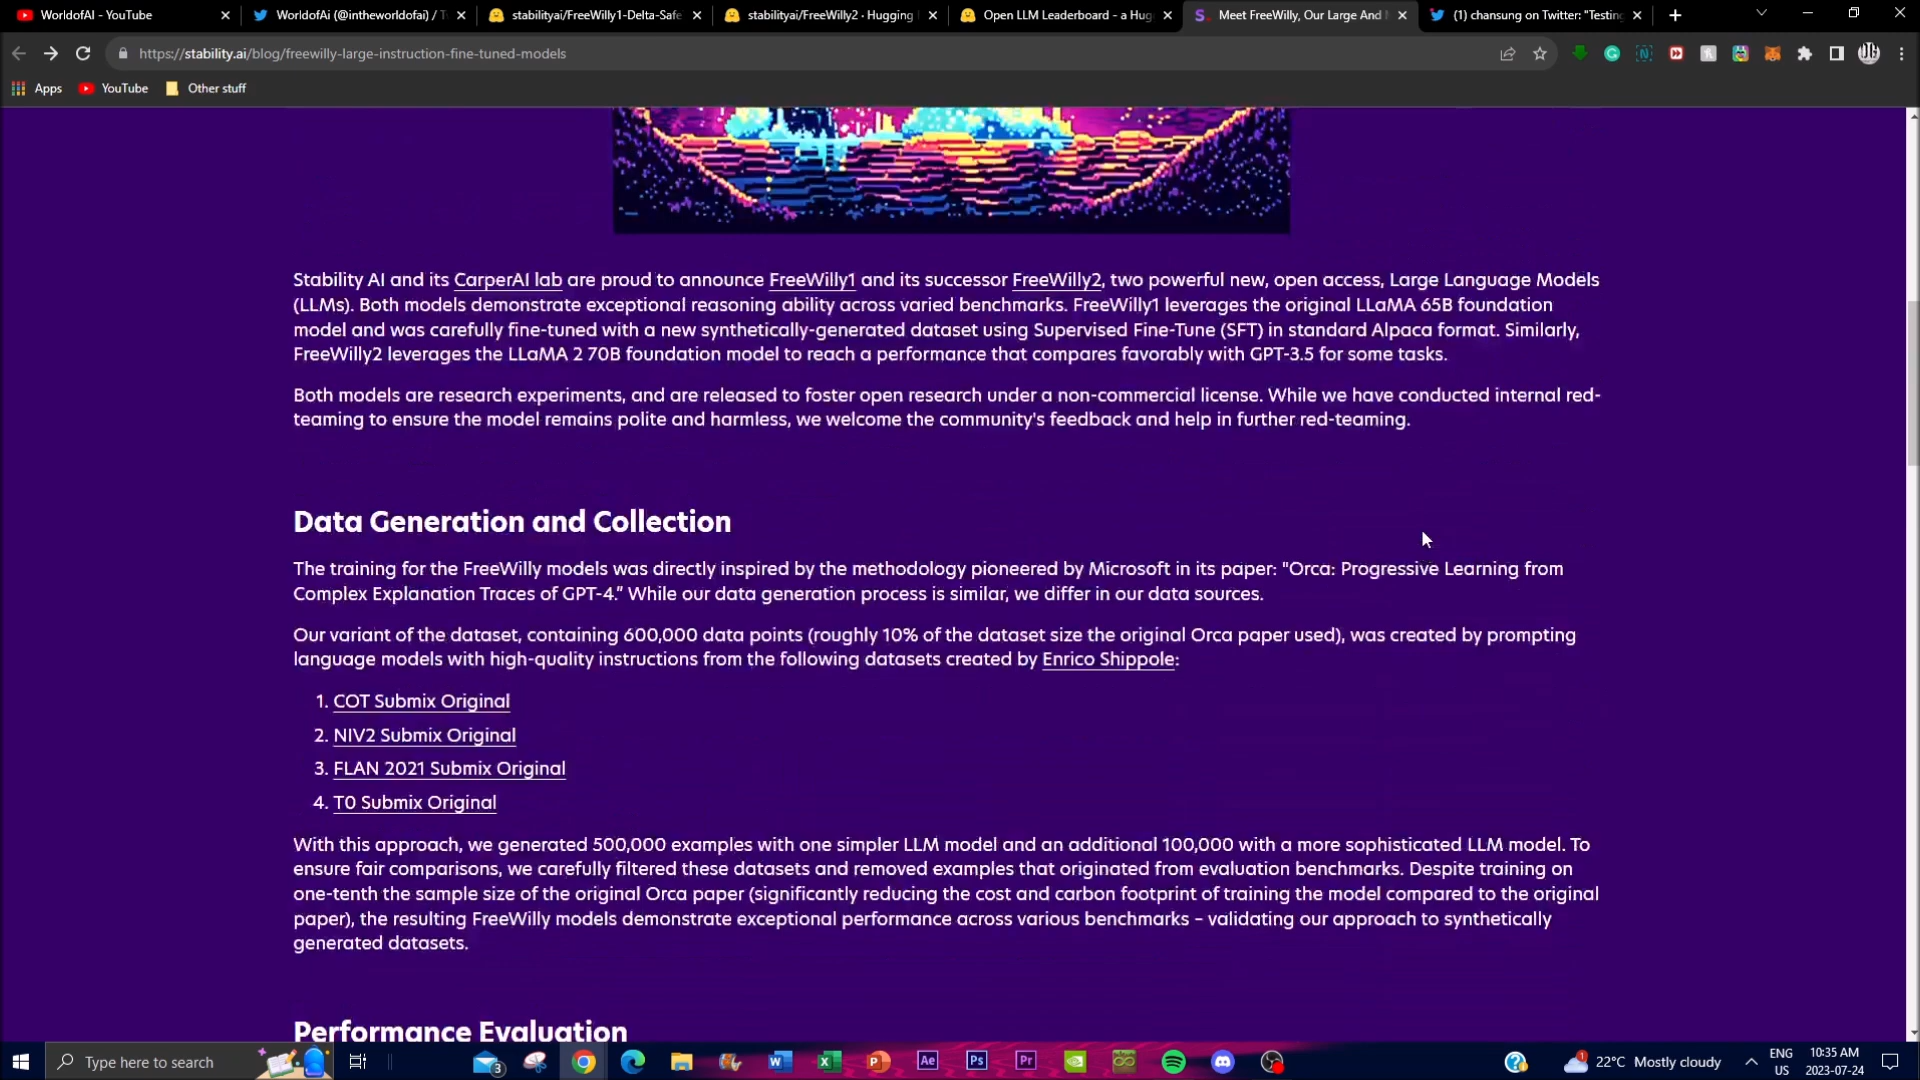 WorldofAI - YouTube
WorldofAi (@intheworldofai) / T
stabilityai/FreeWilly1-Delta-Safe
stabilityai/FreeWilly2 · Hugging
Open LLM Leaderboard - a Hug
Meet FreeWilly, Our Large And
(1) chansung on Twitter: "Testing
https://stability.ai/blog/freewilly-large-instruction-fine-tuned-models
Apps YouTube Other stuff
Stability AI and its CarperAI lab are proud to announce FreeWilly1 and its successor FreeWilly2, two powerful new, open access, Large Language Models
(LLMs). Both models demonstrate exceptional reasoning ability across varied benchmarks. FreeWilly1 leverages the original LLaMA 65B foundation
model and was carefully fine-tuned with a new synthetically-generated dataset using Supervised Fine-Tune (SFT) in standard Alpaca format. Similarly,
FreeWilly2 leverages the LLaMA 2 70B foundation model to reach a performance that compares favorably with GPT-3.5 for some tasks.
Both models are research experiments, and are released to foster open research under a non-commercial license. While we have conducted internal red-
teaming to ensure the model remains polite and harmless, we welcome the community's feedback and help in further red-teaming.
Data Generation and Collection
The training for the FreeWilly models was directly inspired by the methodology pioneered by Microsoft in its paper: "Orca: Progressive Learning from
Complex Explanation Traces of GPT-4." While our data generation process is similar, we differ in our data sources.
Our variant of the dataset, containing 600,000 data points (roughly 10% of the dataset size the original Orca paper used), was created by prompting
language models with high-quality instructions from the following datasets created by Enrico Shippole:
1. COT Submix Original
2. NIV2 Submix Original
3. FLAN 2021 Submix Original
4. T0 Submix Original
With this approach, we generated 500,000 examples with one simpler LLM model and an additional 100,000 with a more sophisticated LLM model. To
ensure fair comparisons, we carefully filtered these datasets and removed examples that originated from evaluation benchmarks. Despite training on
one-tenth the sample size of the original Orca paper (significantly reducing the cost and carbon footprint of training the model compared to the original
paper), the resulting FreeWilly models demonstrate exceptional performance across various benchmarks – validating our approach to synthetically
generated datasets.
Performance Evaluation
Type here to search
3
Ae
Ps
Pr
1
22°C Mostly cloudy
ENG
US
10:35 AM
2023-07-24